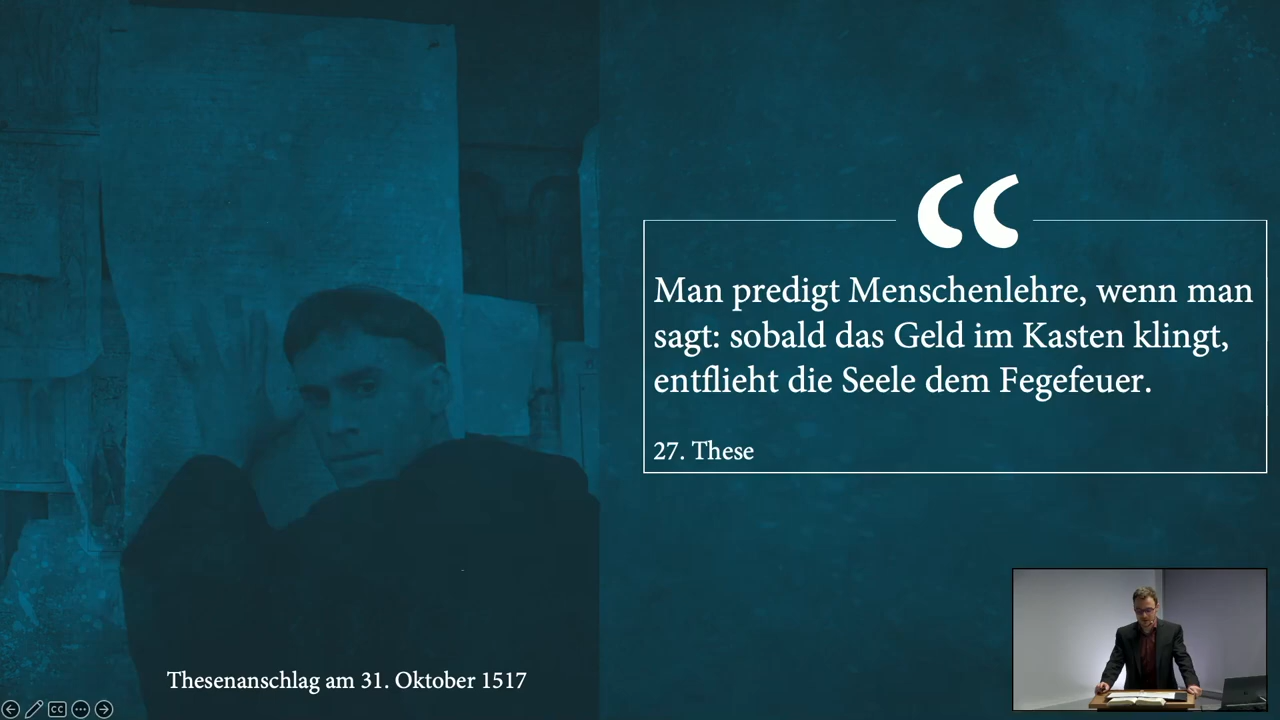 Man predigt Menschenlehre, wenn man
sagt: sobald das Geld im Kasten klingt,
entflieht die Seele dem Fegefeuer.
27. These
Thesenanschlag am 31. Oktober 1517
CC